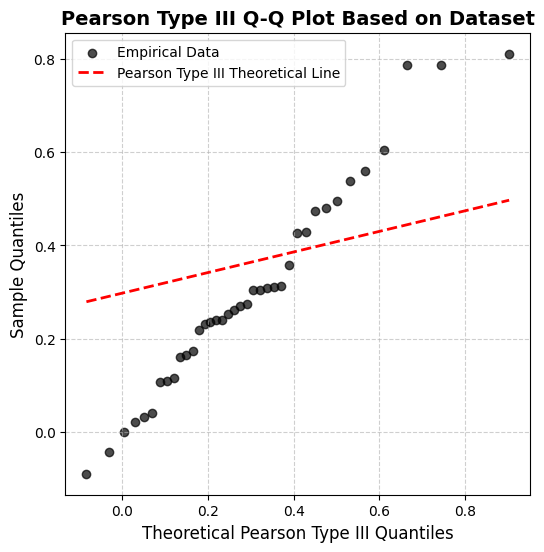 Pearson Type III Q-Q Plot Based on Dataset
Empirical Data
Pearson Type III Theoretical Line
Sample Quantiles
0.8
0.6
0.4
0.2
0.0
0.0 0.2 0.4 0.6 0.8
Theoretical Pearson Type III Quantiles